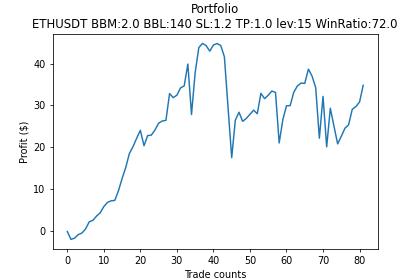 Portfolio
ETHUSDT BBM:2.0 BBL:140 SL:1.2 TP:1.0 lev:15 WinRatio:72.0
40
30
20
10
0
Profit ($)
0 10 20 30 40 50 60 70 80
Trade counts